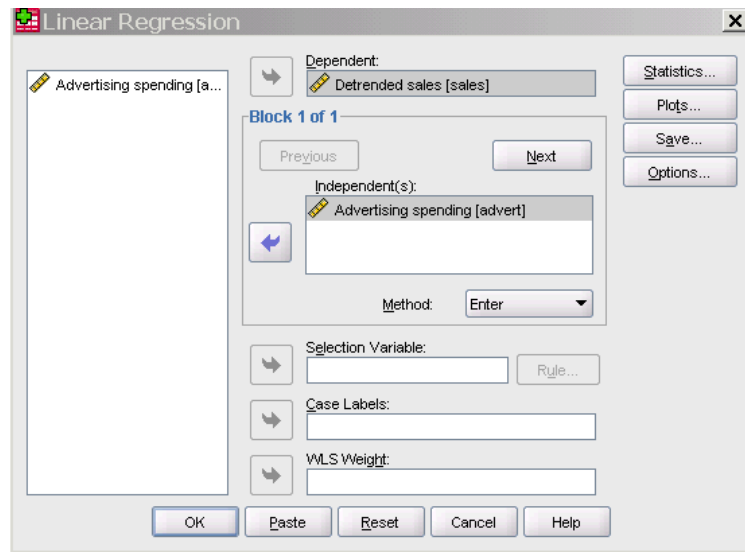 Linear Regression
Advertising spending [a...
Dependent:
Detrended sales [sales]
Block 1 of 1
Previous
Next
Independent(s):
Advertising spending [advert]
Method:
Enter
Selection Variable:
Rule...
Case Labels:
WLS Weight:
Statistics...
Plots...
Save...
Options...
OK
Paste
Reset
Cancel
Help